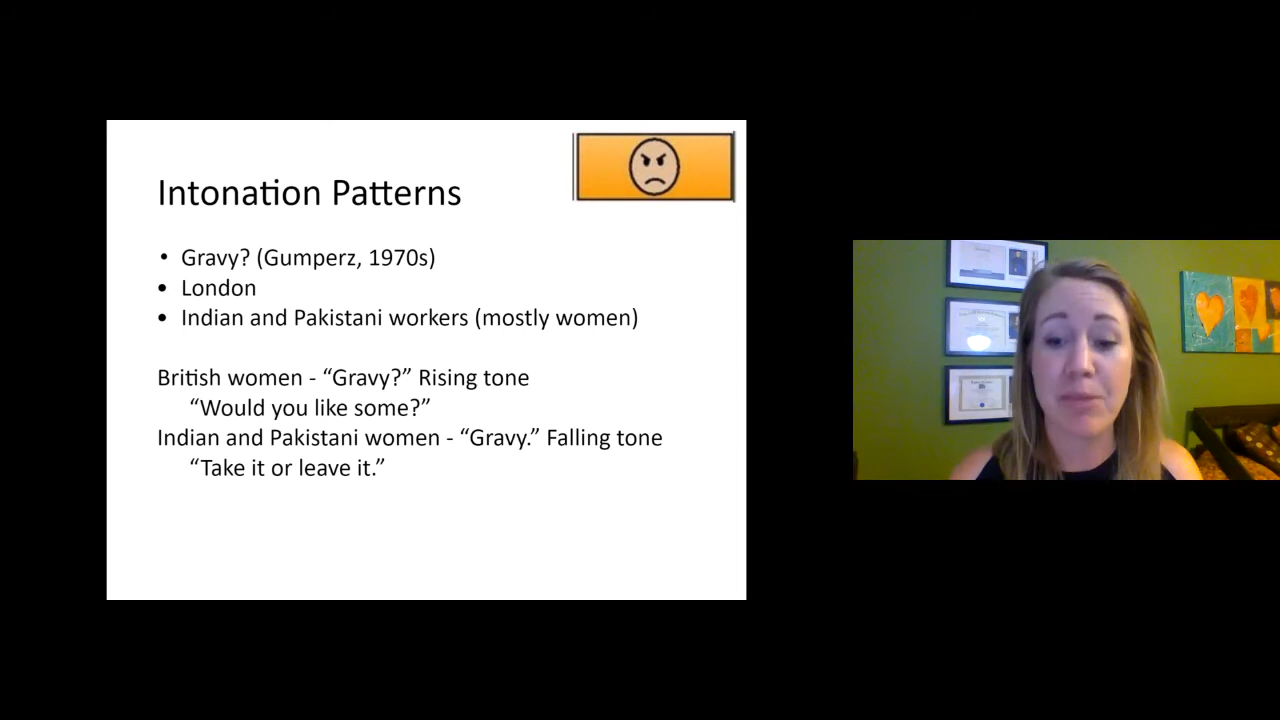 Intonation Patterns
• Gravy? (Gumperz, 1970s)
• London
• Indian and Pakistani workers (mostly women)
British women - “Gravy?” Rising tone
“Would you like some?”
Indian and Pakistani women - “Gravy.” Falling tone
“Take it or leave it.”